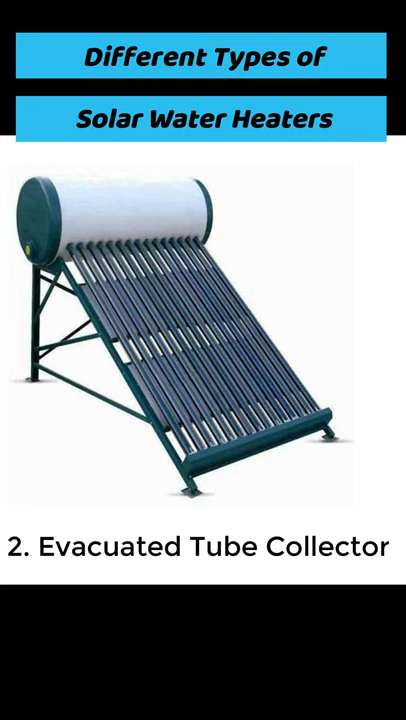 Different Types of
Solar Water Heaters
2. Evacuated Tube Collector